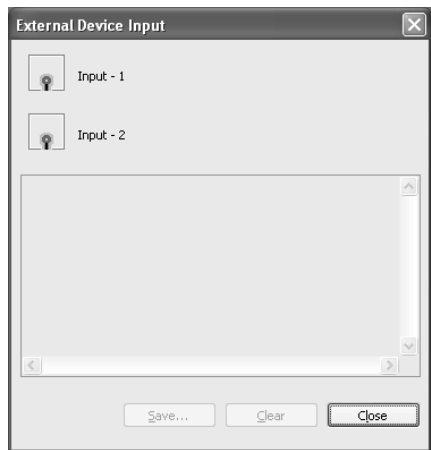 External Device Input
Input - 1
Input - 2
Save...
Clear
Close